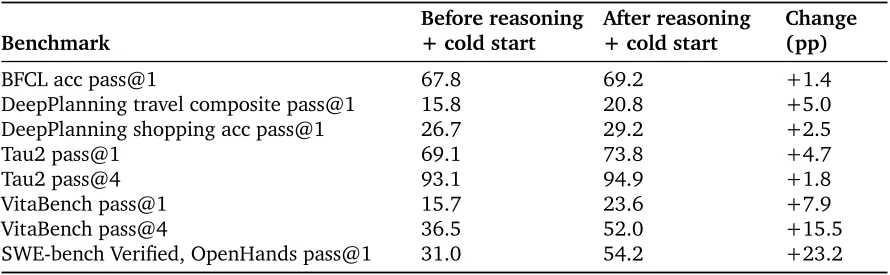 Benchmark Before reasoning + cold start After reasoning + cold start Change (pp)
BFCL acc pass@1 67.8 69.2 +1.4
DeepPlanning travel composite pass@1 15.8 20.8 +5.0
DeepPlanning shopping acc pass@1 26.7 29.2 +2.5
Tau2 pass@1 69.1 73.8 +4.7
Tau2 pass@4 93.1 94.9 +1.8
VitaBench pass@1 15.7 23.6 +7.9
VitaBench pass@4 36.5 52.0 +15.5
SWE-bench Verified, OpenHands pass@1 31.0 54.2 +23.2